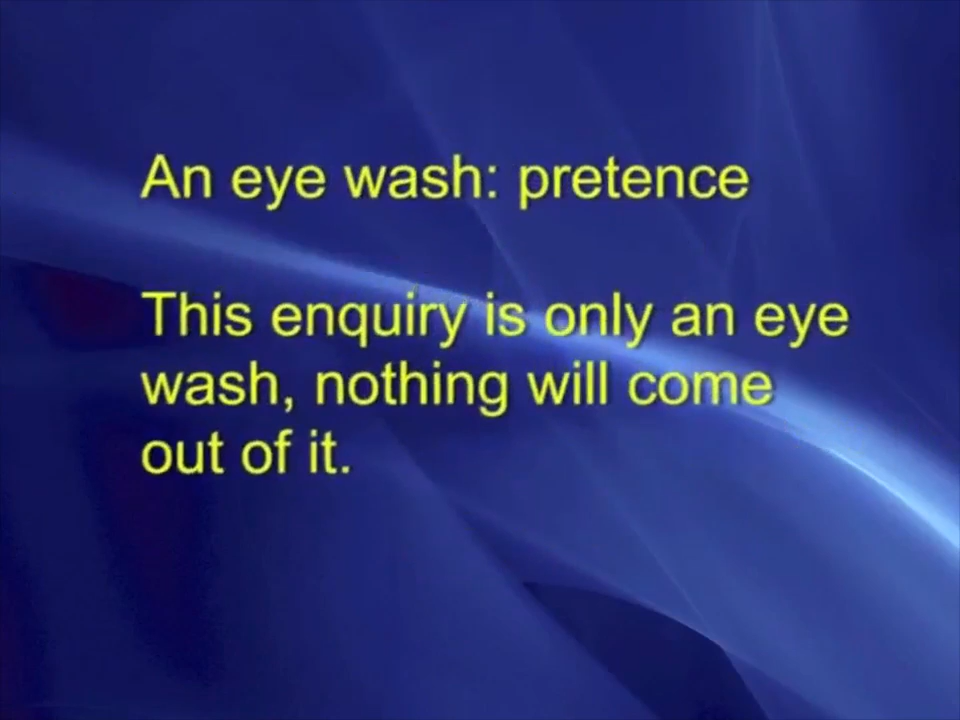 An eye wash: pretence
This enquiry is only an eye
wash, nothing will come
out of it.